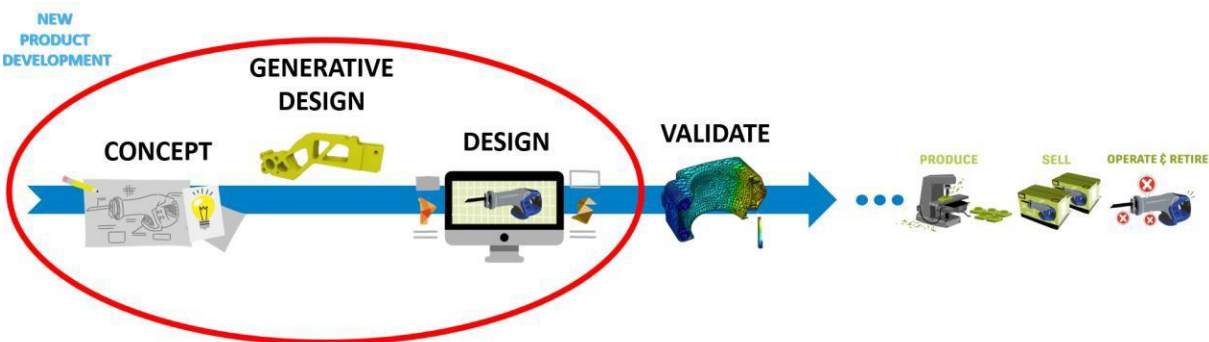 NEW
PRODUCT
DEVELOPMENT
GENERATIVE
DESIGN
CONCEPT
DESIGN
VALIDATE
PRODUCE
SELL
OPERATE & RETIRE